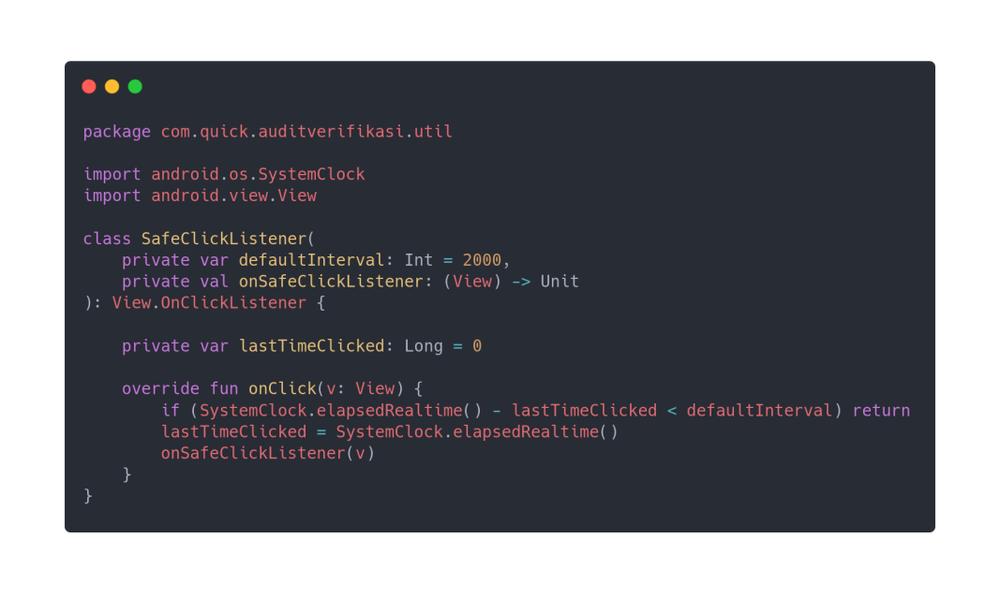 package com.quick.auditverifikasi.util
import android.os.SystemClock
import android.view.View
class SafeClickListener(
    private var defaultInterval: Int = 2000,
    private val onSafeClickListener: (View) -> Unit
): View.OnClickListener {
    private var lastTimeClicked: Long = 0
    override fun onClick(v: View) {
        if (SystemClock.elapsedRealtime() - lastTimeClicked < defaultInterval) return
        lastTimeClicked = SystemClock.elapsedRealtime()
        onSafeClickListener(v)
    }
}